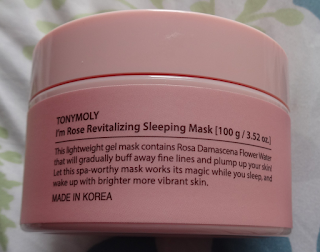 TONYMOLY
I'm Rose Revitalizing Sleeping Mask [100 g / 3.52 oz.]
This lightweight gel mask contains Rosa Damascena Flower Water
that will gradually buff away fine lines and plump up your skin!
Let this spa-worthy mask works its magic while you sleep, and
wake up with brighter more vibrant skin.
MADE IN KOREA